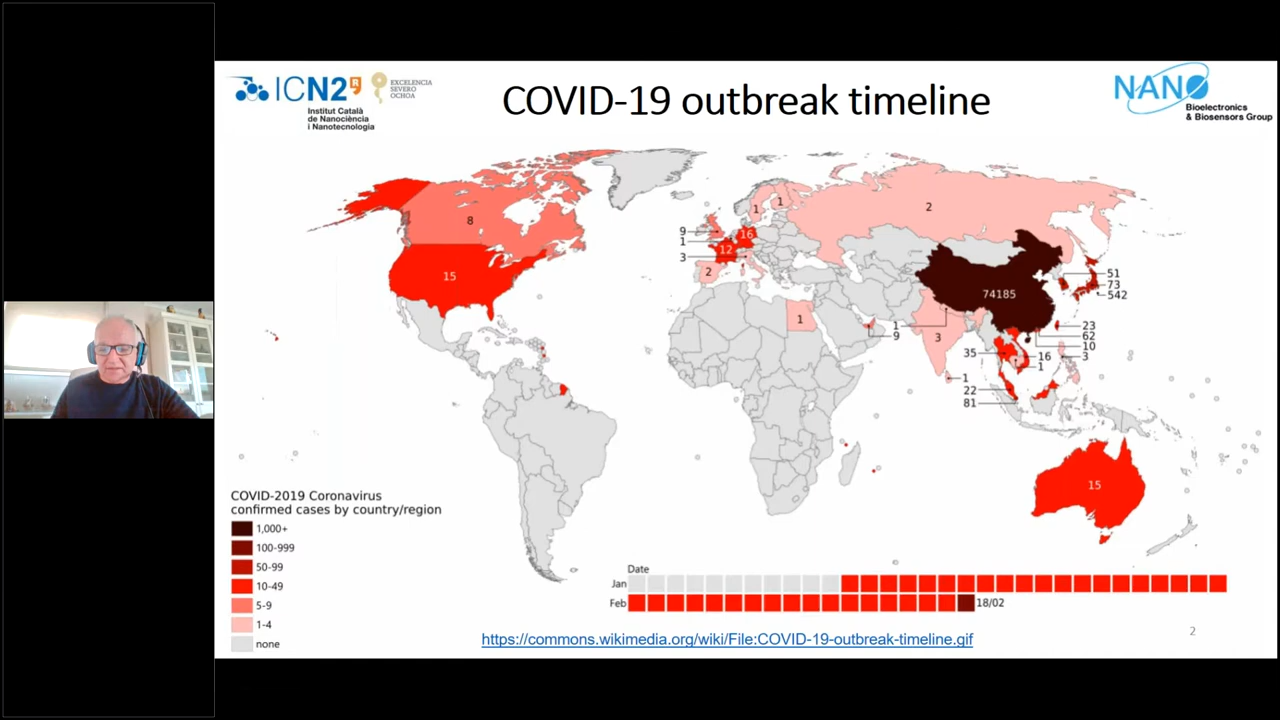 ICN2
Institut Català
de Nanociència
i Nanotecnologia
EXCELENCIA
SEVERO
OCHOA
COVID-19 outbreak timeline
NANO
Bioelectronics
& Biosensors Group
8
15
9
1
3
2
12
16
1
1
2
1
74185
51
73
542
1
9
3
1
23
62
10
3
35
16
1
22
81
15
COVID-2019 Coronavirus
confirmed cases by country/region
1,000+
100-999
50-99
10-49
5-9
1-4
none
Date
Jan
Feb 18/02
https://commons.wikimedia.org/wiki/File:COVID-19-outbreak-timeline.gif
2